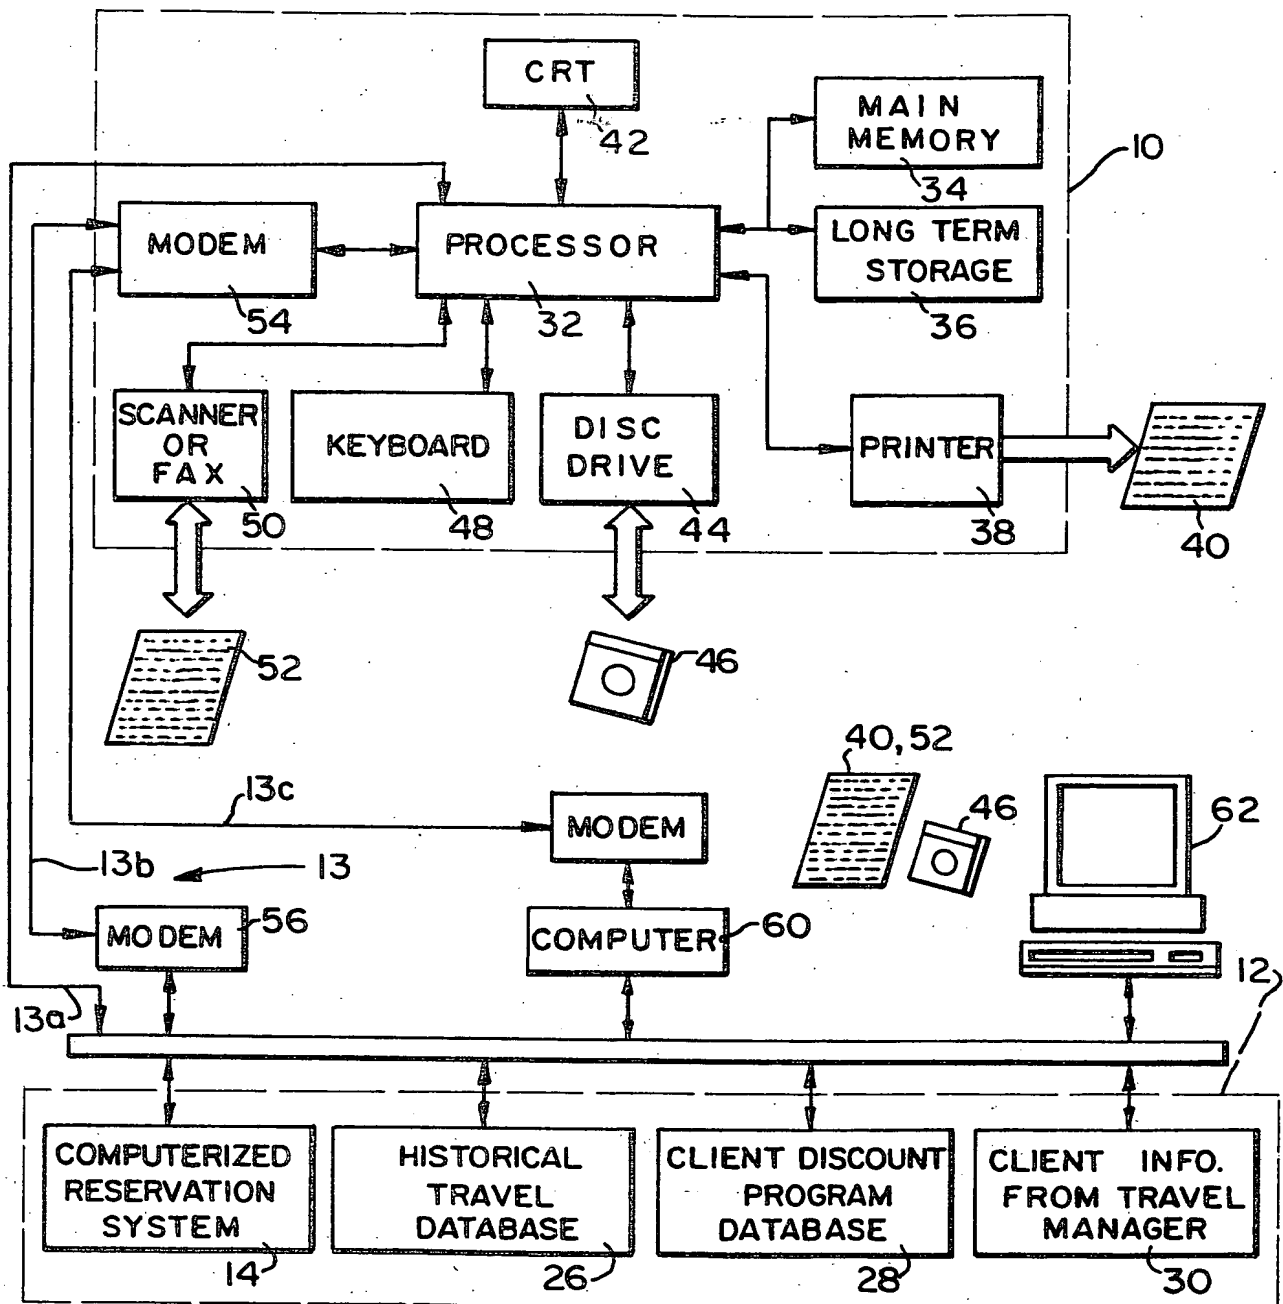 CRT
42
MAIN
MEMORY
34
10
MODEM
54
PROCESSOR
32
LONG TERM
STORAGE
36
SCANNER
OR
FAX
50
KEYBOARD
48
DISC
DRIVE
44
PRINTER
38
40
52
46
40,52
46
62
13c
MODEM
13b
13
MODEM
56
COMPUTER
60
12
13a
COMPUTERIZED
RESERVATION
SYSTEM
14
HISTORICAL
TRAVEL
DATABASE
26
CLIENT DISCOUNT
PROGRAM
DATABASE
28
CLIENT INFO.
FROM TRAVEL
MANAGER
30